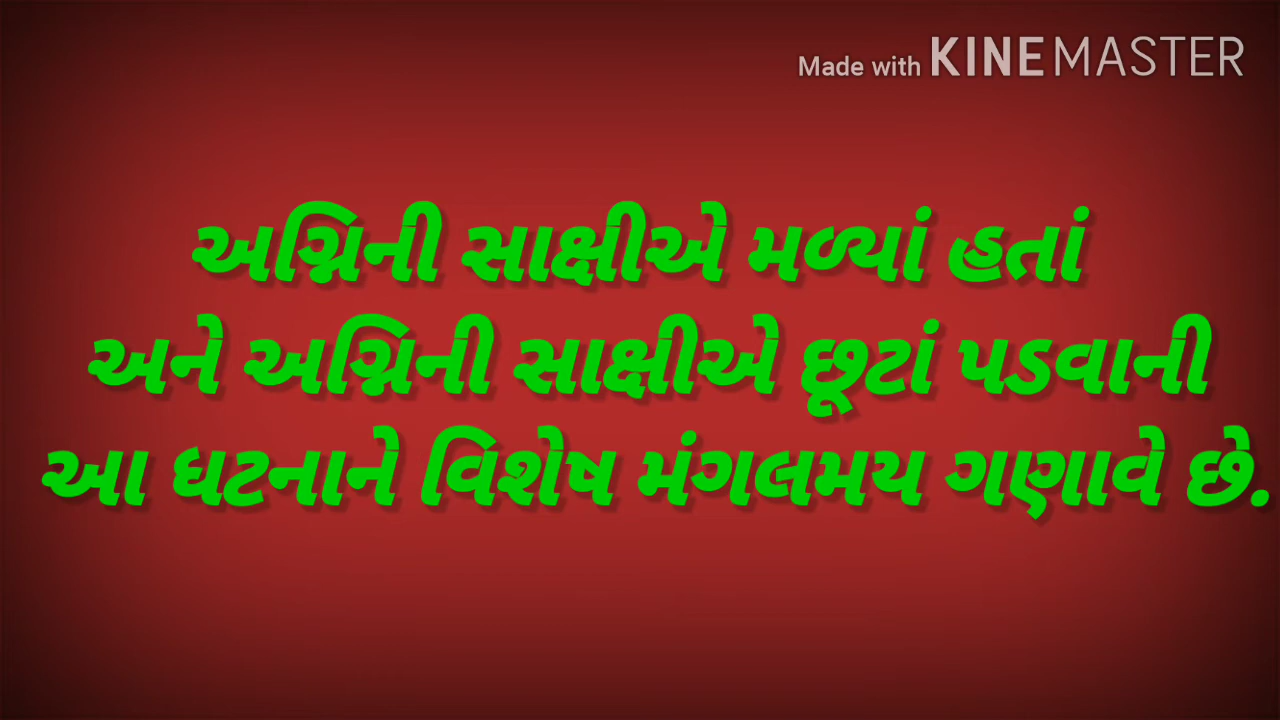 Made with KINEMASTER
અગ્નિની સાક્ષીએ મળ્યાં હતાં
અને અગ્નિની સાક્ષીએ છૂટાં પડવાની
આ ઘટનાને વિશેષ મંગલમય ગણાવે છે.